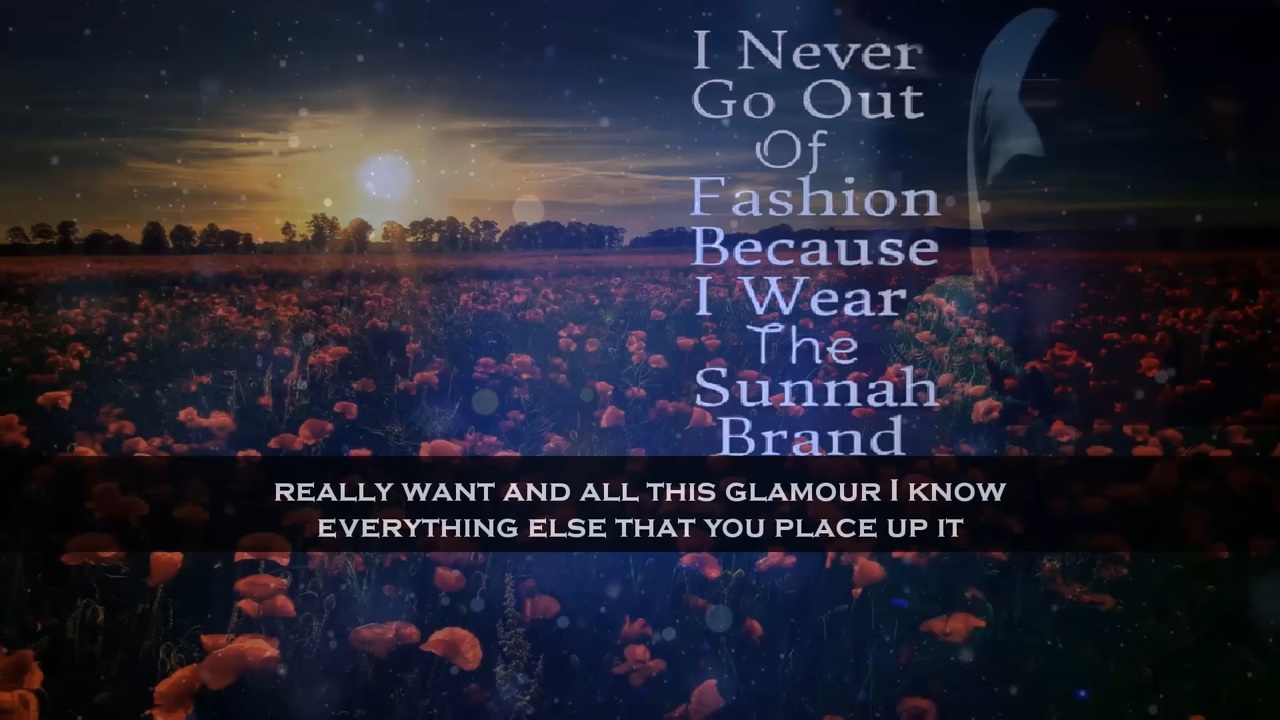 I Never
Go Out
Of
Fashion
Because
I Wear
The
Sunnah
Brand
REALLY WANT AND ALL THIS GLAMOUR I KNOW
EVERYTHING ELSE THAT YOU PLACE UP IT